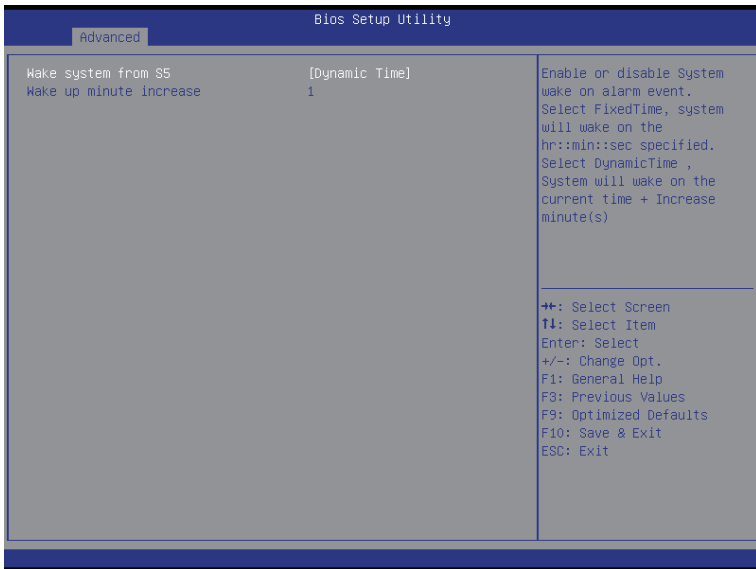 Bios Setup Utility
Advanced
Wake system from S5 [Dynamic Time]
Wake up minute increase 1
Enable or disable System
wake on alarm event.
Select FixedTime, system
will wake on the
hr::min::sec specified.
Select DynamicTime ,
System will wake on the
current time + Increase
minute(s)
→←: Select Screen
↑↓: Select Item
Enter: Select
+/-: Change Opt.
F1: General Help
F3: Previous Values
F9: Optimized Defaults
F10: Save & Exit
ESC: Exit